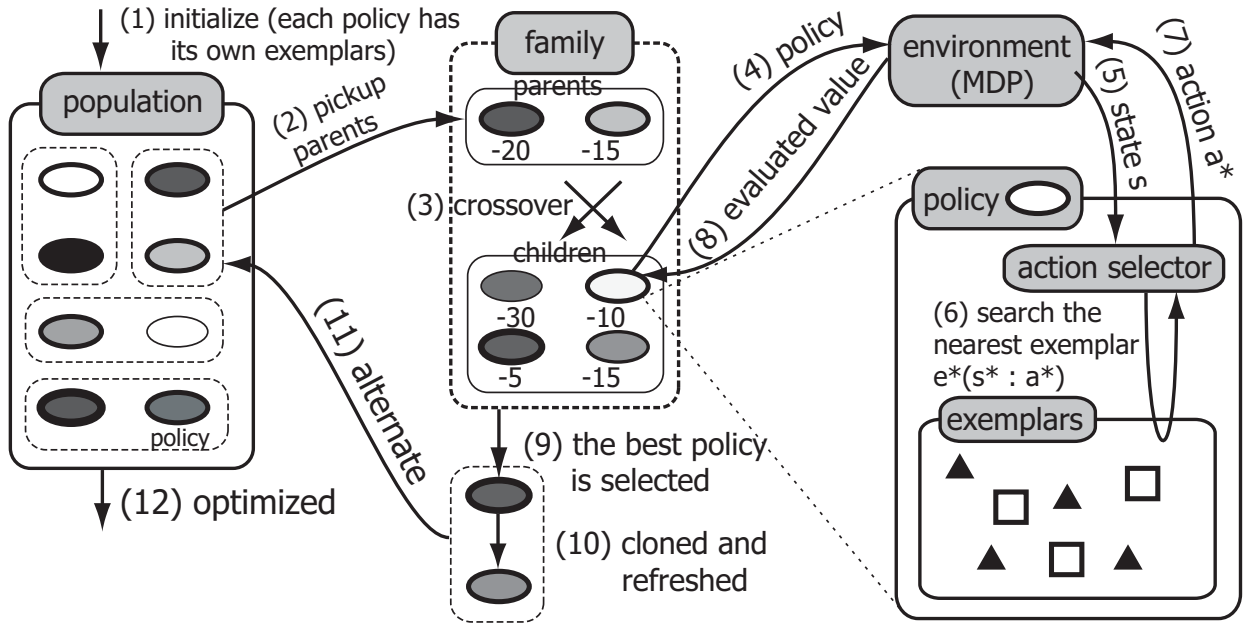 (1) initialize (each policy has
its own exemplars)
population
policy
(2) pickup
parents
family
parents
-20 -15
(3) crossover
children
-30 -10
-5 -15
(4) policy
(8) evaluated value
environment
(MDP)
(5) state s
(7) action a*
policy
action selector
(6) search the
nearest exemplar
e*(s* : a*)
exemplars
(9) the best policy
is selected
(10) cloned and
refreshed
(11) alternate
(12) optimized